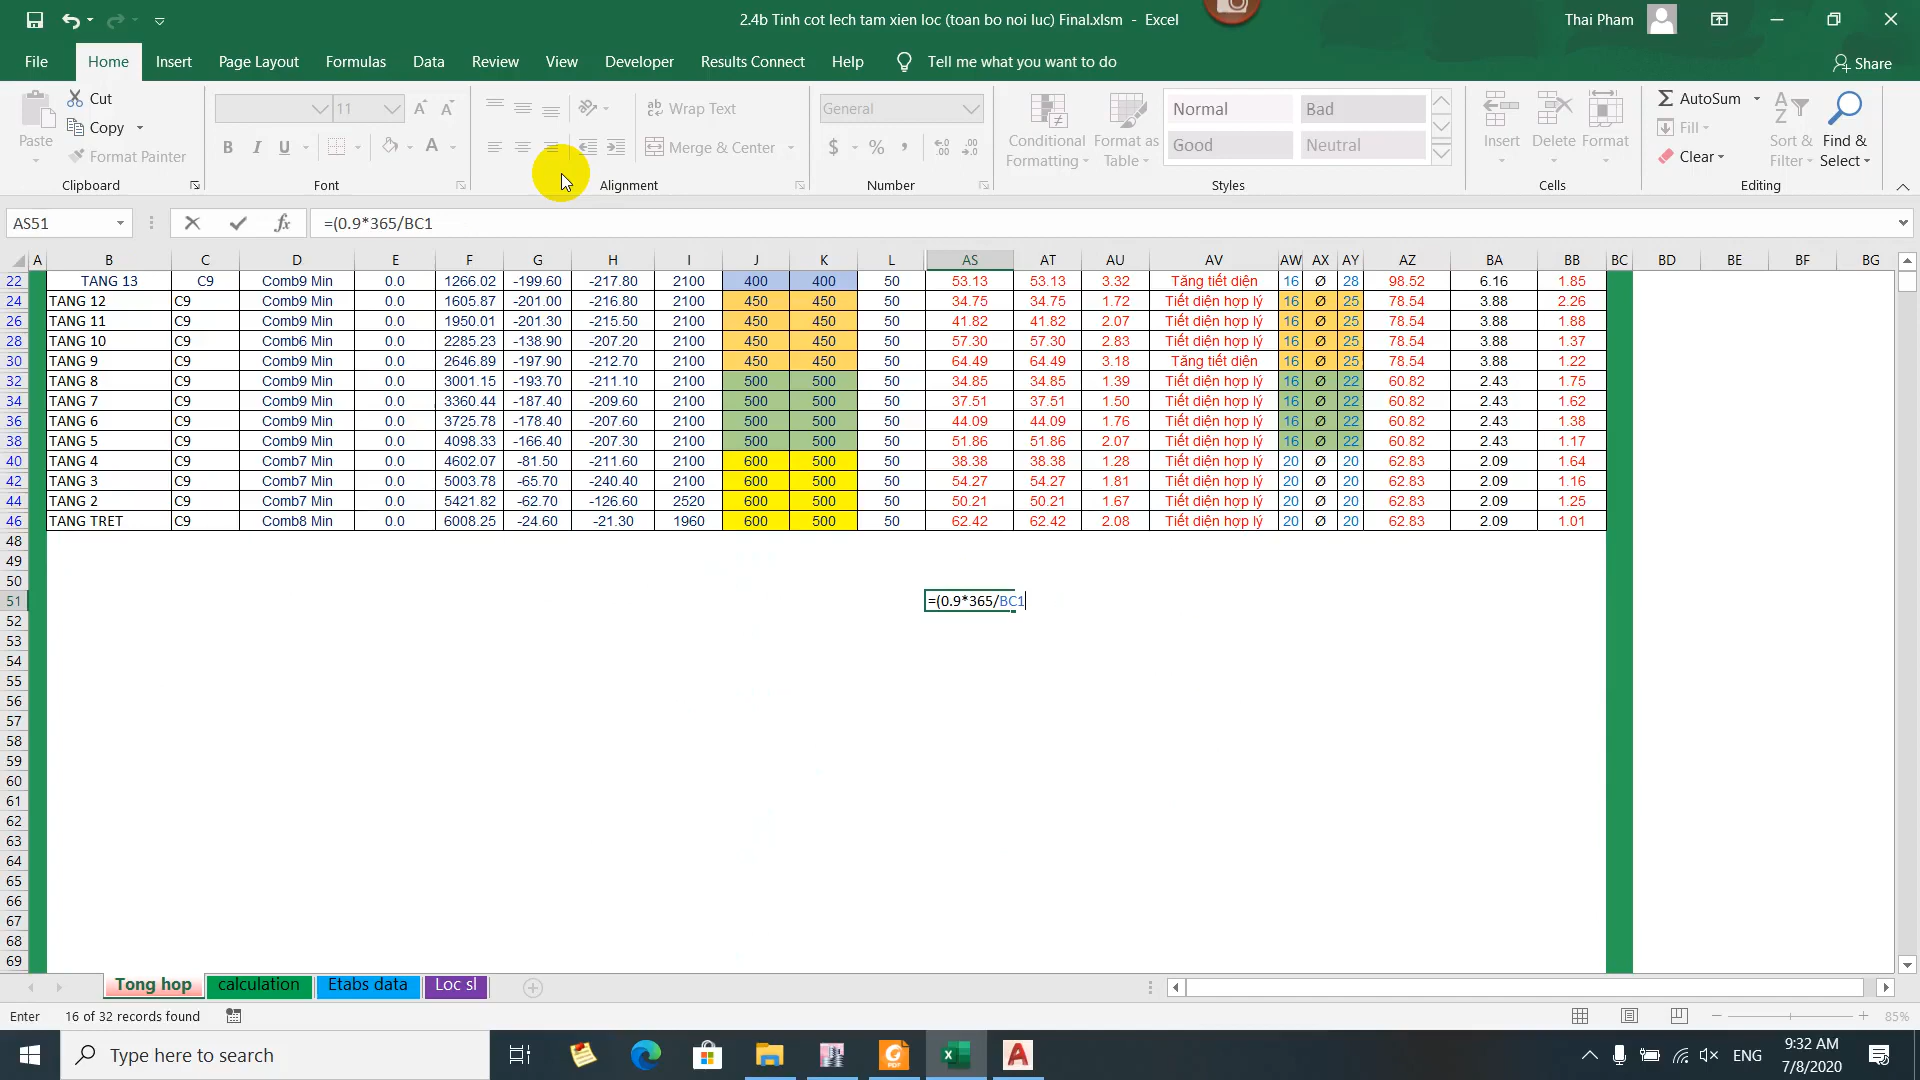 2.4b Tinh cot lech tam xien loc (toan bo noi luc) Final.xlsm - Excel
Thai Pham
File Home Insert Page Layout Formulas Data Review View Developer Results Connect Help Tell me what you want to do Share
Cut
Copy
Format Painter
Paste
Clipboard
11
B I U
Font
Wrap Text
Merge & Center
Alignment
General
$ % ,
Number
Conditional Formatting
Format as Table
Normal Bad
Good Neutral
Styles
Insert Delete Format
Cells
AutoSum
Fill
Clear
Sort & Filter
Find & Select
Editing
AS51 fx =(0.9*365/BC1
A B C D E F G H I J K L AS AT AU AV AW AX AY AZ BA BB BC BD BE BF BG
22 TANG 13 C9 Comb9 Min 0.0 1266.02 -199.60 -217.80 2100 400 400 50 53.13 53.13 3.32 Tăng tiết diện 16 Ø 28 98.52 6.16 1.85
24 TANG 12 C9 Comb9 Min 0.0 1605.87 -201.00 -216.80 2100 450 450 50 34.75 34.75 1.72 Tiết diện hợp lý 16 Ø 25 78.54 3.88 2.26
26 TANG 11 C9 Comb9 Min 0.0 1950.01 -201.30 -215.50 2100 450 450 50 41.82 41.82 2.07 Tiết diện hợp lý 16 Ø 25 78.54 3.88 1.88
28 TANG 10 C9 Comb6 Min 0.0 2285.23 -138.90 -207.20 2100 450 450 50 57.30 57.30 2.83 Tiết diện hợp lý 16 Ø 25 78.54 3.88 1.37
30 TANG 9 C9 Comb9 Min 0.0 2646.89 -197.90 -212.70 2100 450 450 50 64.49 64.49 3.18 Tăng tiết diện 16 Ø 25 78.54 3.88 1.22
32 TANG 8 C9 Comb9 Min 0.0 3001.15 -193.70 -211.10 2100 500 500 50 34.85 34.85 1.39 Tiết diện hợp lý 16 Ø 22 60.82 2.43 1.75
34 TANG 7 C9 Comb9 Min 0.0 3360.44 -187.40 -209.60 2100 500 500 50 37.51 37.51 1.50 Tiết diện hợp lý 16 Ø 22 60.82 2.43 1.62
36 TANG 6 C9 Comb9 Min 0.0 3725.78 -178.40 -207.60 2100 500 500 50 44.09 44.09 1.76 Tiết diện hợp lý 16 Ø 22 60.82 2.43 1.38
38 TANG 5 C9 Comb9 Min 0.0 4098.33 -166.40 -207.30 2100 500 500 50 51.86 51.86 2.07 Tiết diện hợp lý 16 Ø 22 60.82 2.43 1.17
40 TANG 4 C9 Comb7 Min 0.0 4602.07 -81.50 -211.60 2100 600 500 50 38.38 38.38 1.28 Tiết diện hợp lý 20 Ø 20 62.83 2.09 1.64
42 TANG 3 C9 Comb7 Min 0.0 5003.78 -65.70 -240.40 2100 600 500 50 54.27 54.27 1.81 Tiết diện hợp lý 20 Ø 20 62.83 2.09 1.16
44 TANG 2 C9 Comb7 Min 0.0 5421.82 -62.70 -126.60 2520 600 500 50 50.21 50.21 1.67 Tiết diện hợp lý 20 Ø 20 62.83 2.09 1.25
46 TANG TRET C9 Comb8 Min 0.0 6008.25 -24.60 -21.30 1960 600 500 50 62.42 62.42 2.08 Tiết diện hợp lý 20 Ø 20 62.83 2.09 1.01
48
49
50
51 =(0.9*365/BC1
52
53
54
55
56
57
58
59
60
61
62
63
64
65
66
67
68
69
Tong hop calculation Etabs data Loc sl
Enter 16 of 32 records found 85%
Type here to search
ENG
9:32 AM
7/8/2020